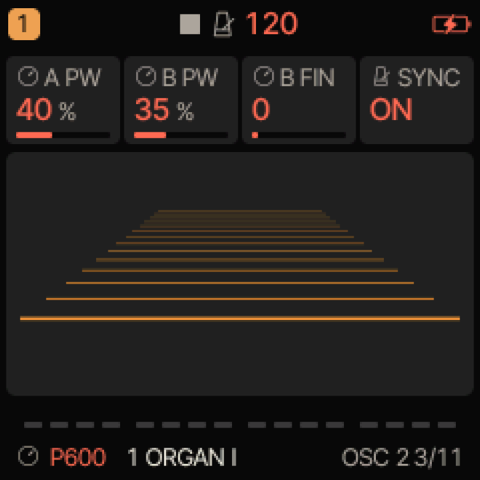 1 120
A PW B PW B FIN SYNC
40 % 35 % 0 ON
P600 1 ORGAN I OSC 2 3/11